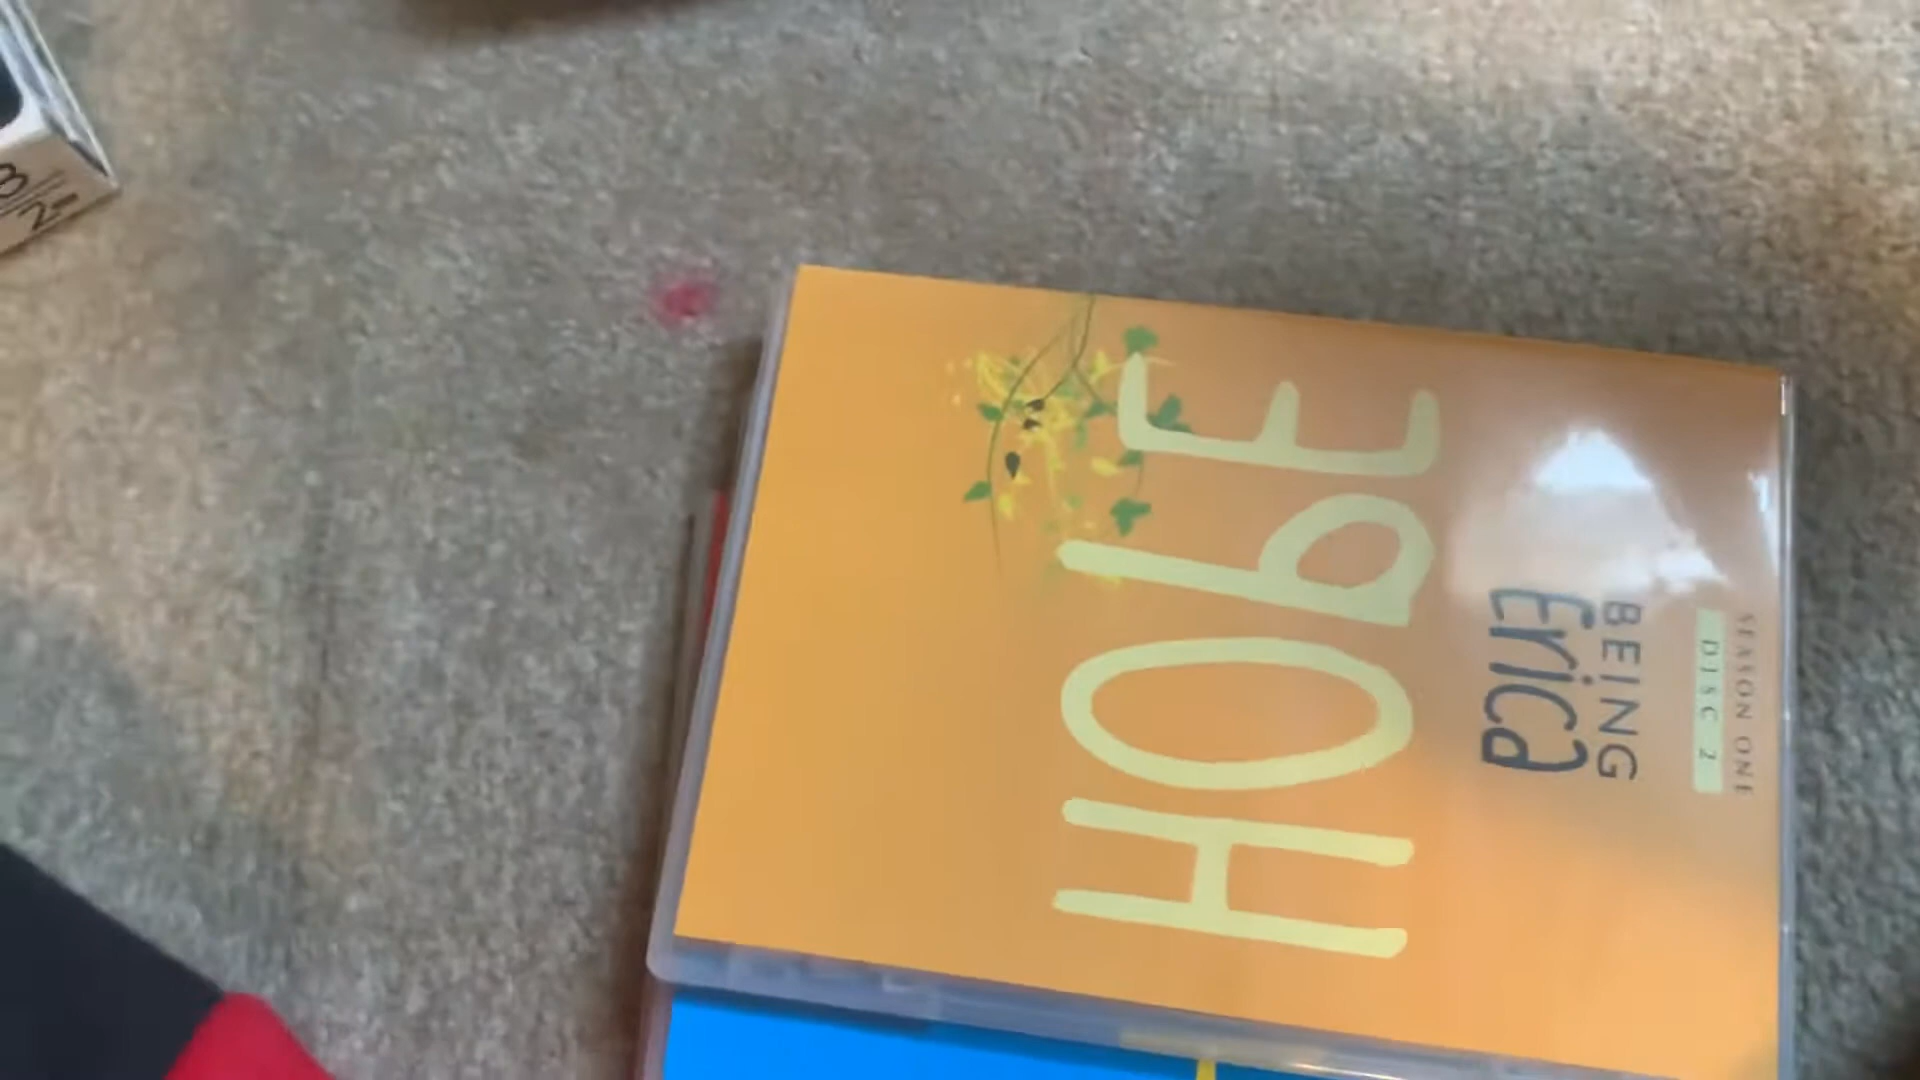 SEASON ONE
DISC 2
BEING
Erica
HOPE